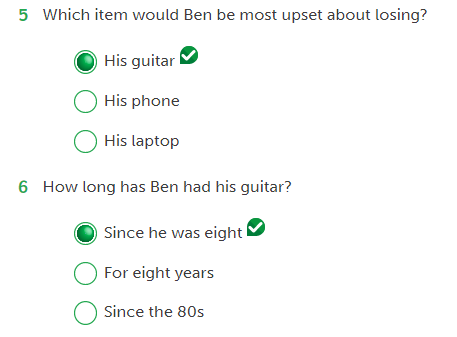 5 Which item would Ben be most upset about losing?
His guitar
His phone
His laptop
6 How long has Ben had his guitar?
Since he was eight
For eight years
Since the 80s